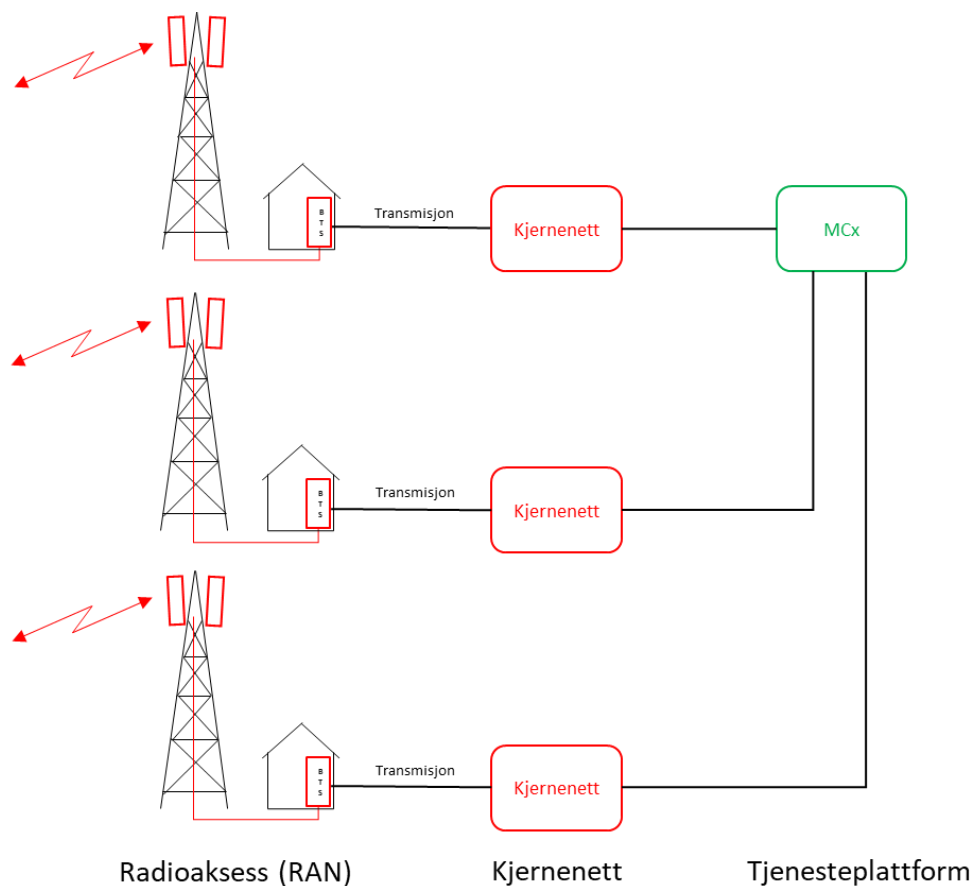 B
T
S
Transmisjon
Kjernenett
MCx
B
T
S
Transmisjon
Kjernenett
B
T
S
Transmisjon
Kjernenett
Radioaksess (RAN)
Kjernenett
Tjenesteplattform